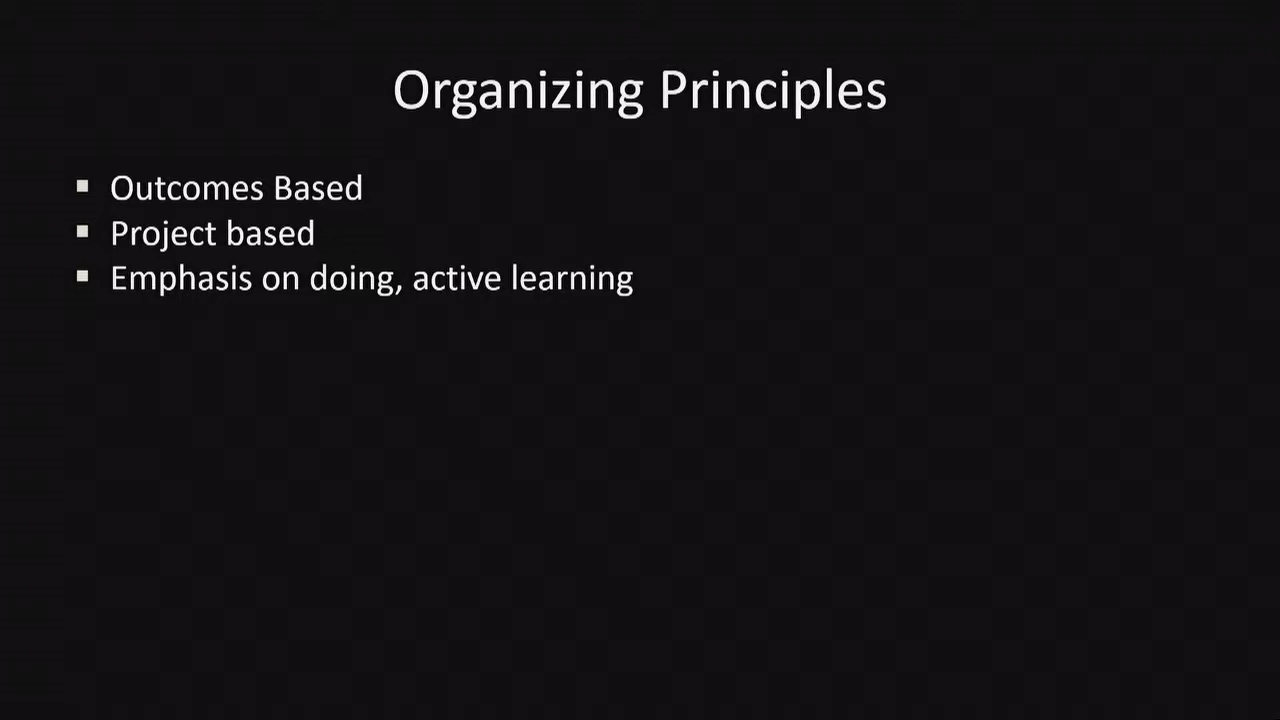 Organizing Principles
▪ Outcomes Based
▪ Project based
▪ Emphasis on doing, active learning